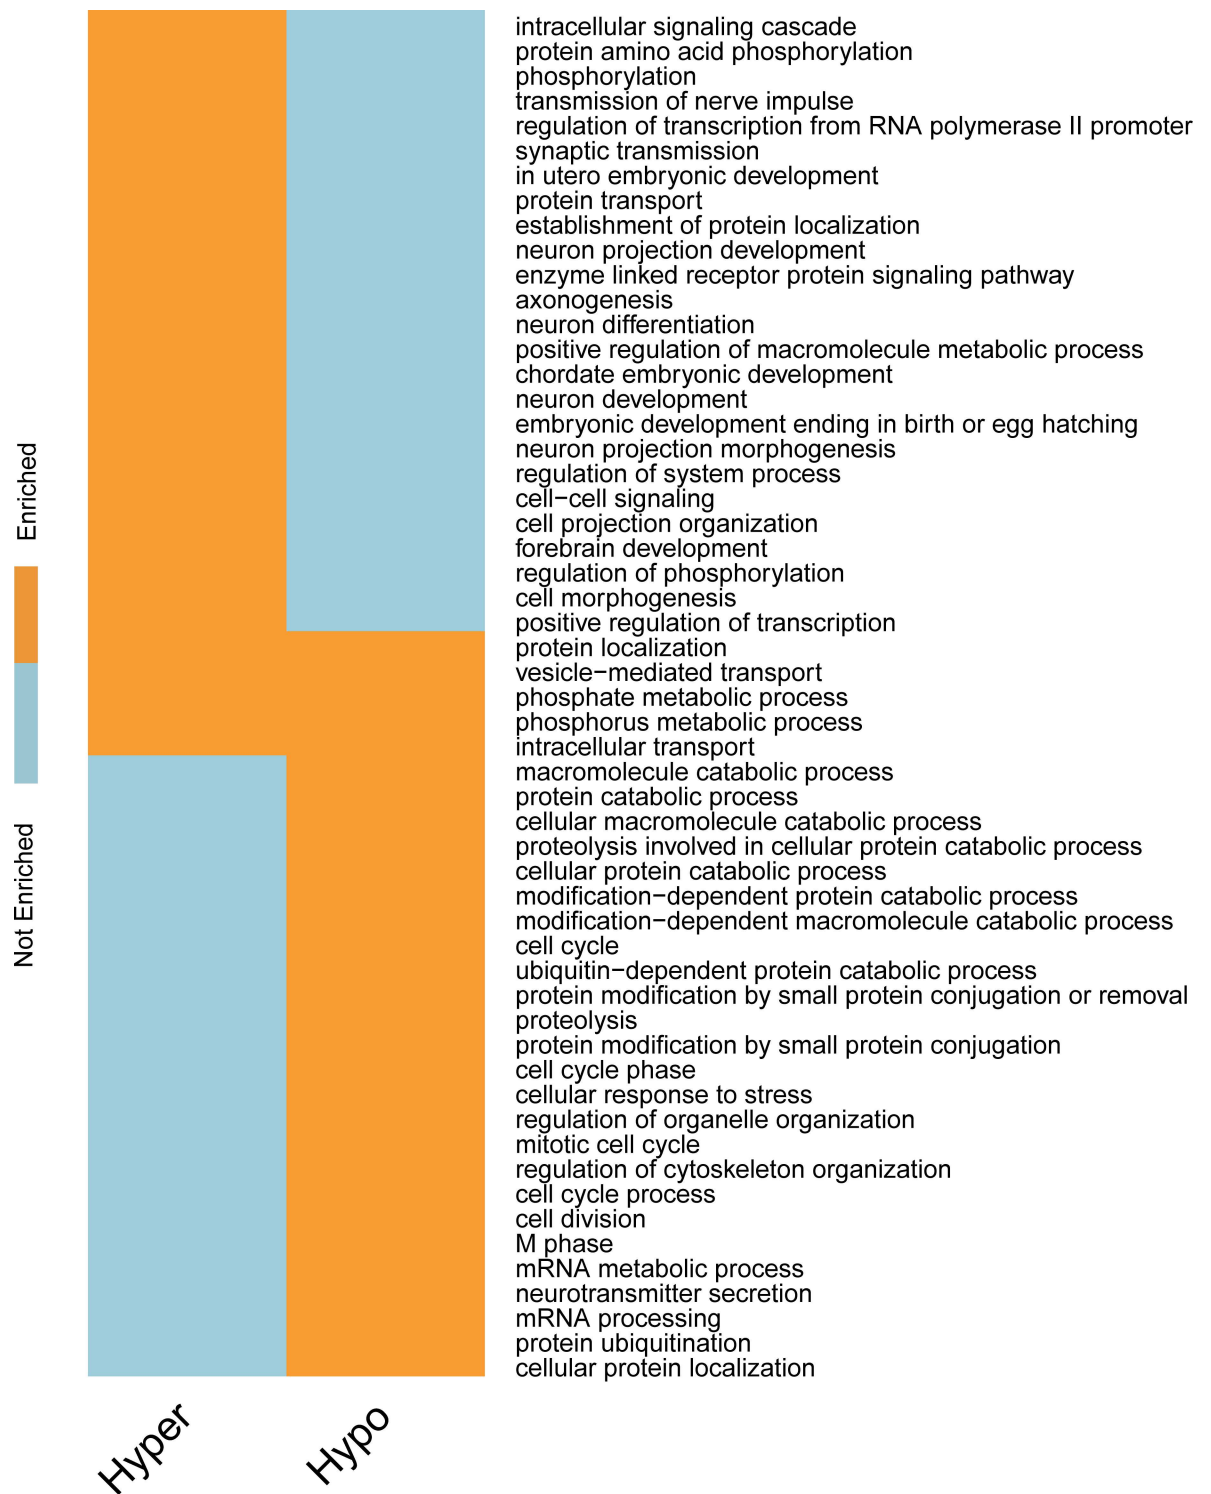 intracellular signaling cascade
protein amino acid phosphorylation
phosphorylation
transmission of nerve impulse
regulation of transcription from RNA polymerase II promoter
synaptic transmission
in utero embryonic development
protein transport
establishment of protein localization
neuron projection development
enzyme linked receptor protein signaling pathway
axonogenesis
neuron differentiation
positive regulation of macromolecule metabolic process
chordate embryonic development
neuron development
embryonic development ending in birth or egg hatching
neuron projection morphogenesis
regulation of system process
cell−cell signaling
cell projection organization
forebrain development
regulation of phosphorylation
cell morphogenesis
positive regulation of transcription
protein localization
vesicle−mediated transport
phosphate metabolic process
phosphorus metabolic process
intracellular transport
macromolecule catabolic process
protein catabolic process
cellular macromolecule catabolic process
proteolysis involved in cellular protein catabolic process
cellular protein catabolic process
modification−dependent protein catabolic process
modification−dependent macromolecule catabolic process
cell cycle
ubiquitin−dependent protein catabolic process
protein modification by small protein conjugation or removal
proteolysis
protein modification by small protein conjugation
cell cycle phase
cellular response to stress
regulation of organelle organization
mitotic cell cycle
regulation of cytoskeleton organization
cell cycle process
cell division
M phase
mRNA metabolic process
neurotransmitter secretion
mRNA processing
protein ubiquitination
cellular protein localization
Enriched
Not Enriched
Hyper
Hypo